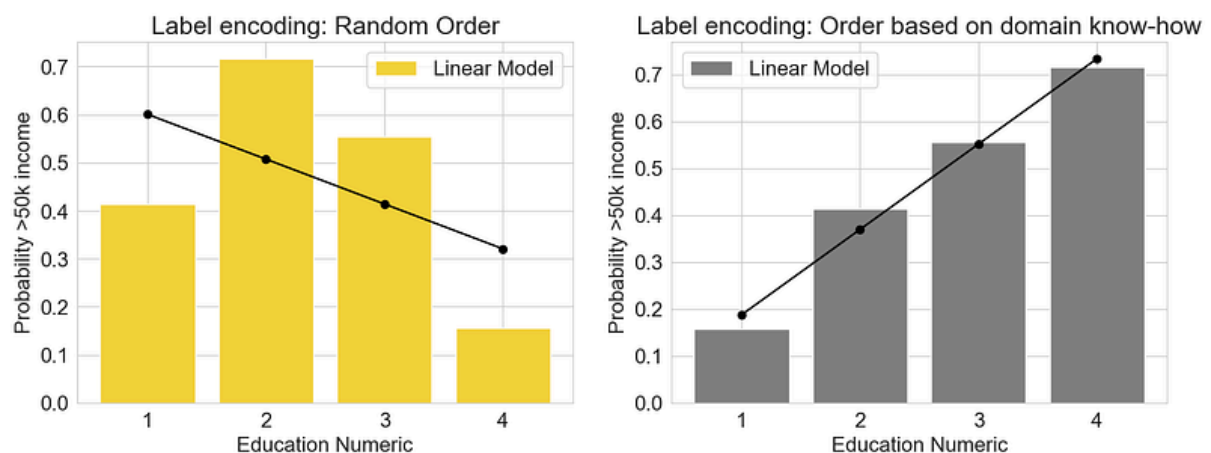 Label encoding: Random Order
Linear Model
Probability >50k income
0.7
0.6
0.5
0.4
0.3
0.2
0.1
0.0
1 2 3 4
Education Numeric
Label encoding: Order based on domain know-how
Linear Model
Probability >50k income
0.7
0.6
0.5
0.4
0.3
0.2
0.1
0.0
1 2 3 4
Education Numeric